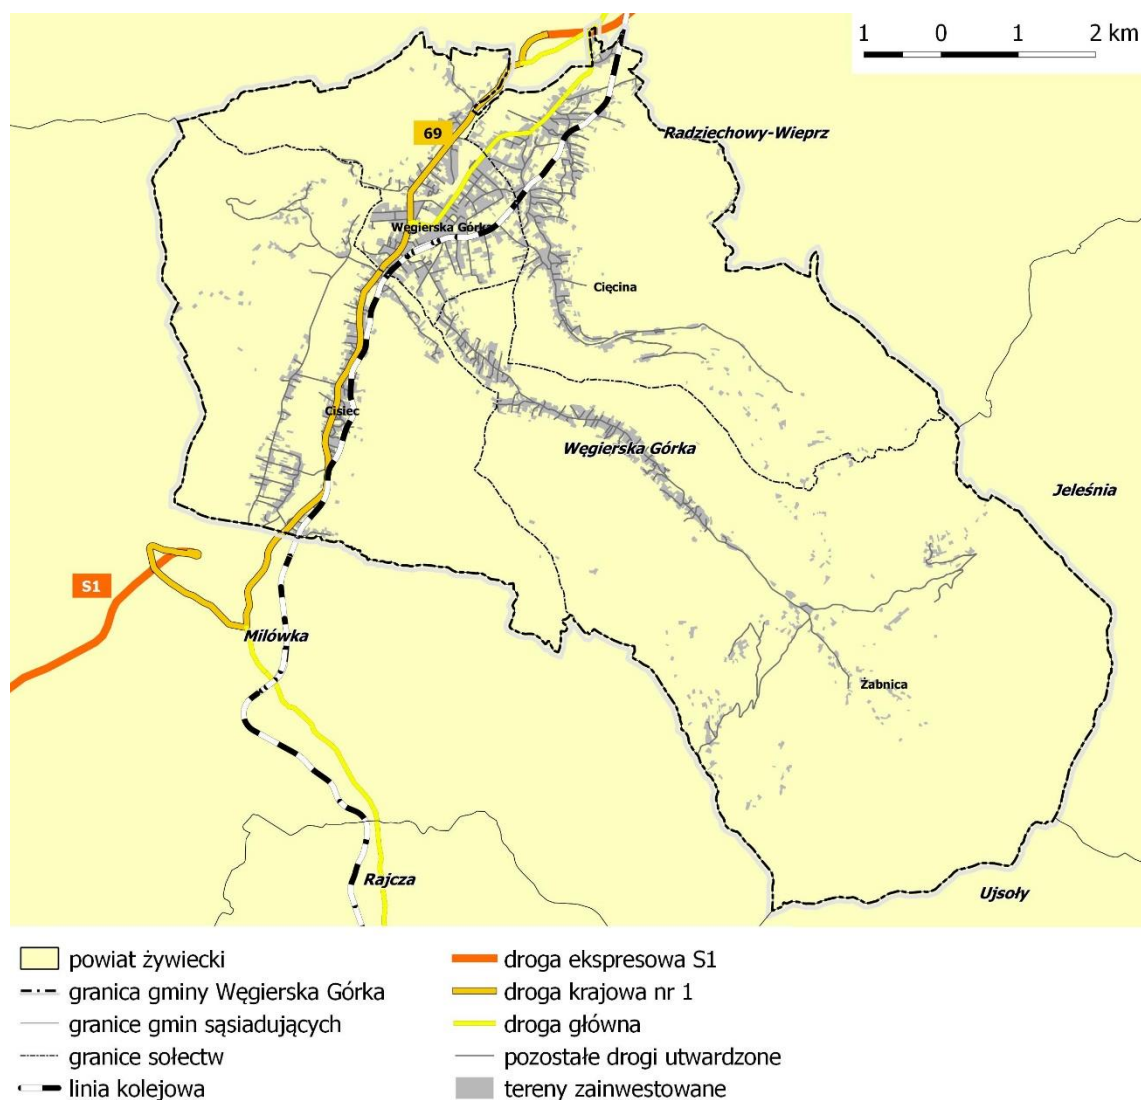 1 0 1 2 km
69
Radziechowy-Wieprz
Węgierska Górka
Cięcina
Cisiec
Węgierska Górka
Jeleśnia
S1
Milówka
Żabnica
Rajcza
Ujsoły
powiat żywiecki
granica gminy Węgierska Górka
granice gmin sąsiadujących
granice sołectw
linia kolejowa
droga ekspresowa S1
droga krajowa nr 1
droga główna
pozostałe drogi utwardzone
tereny zainwestowane